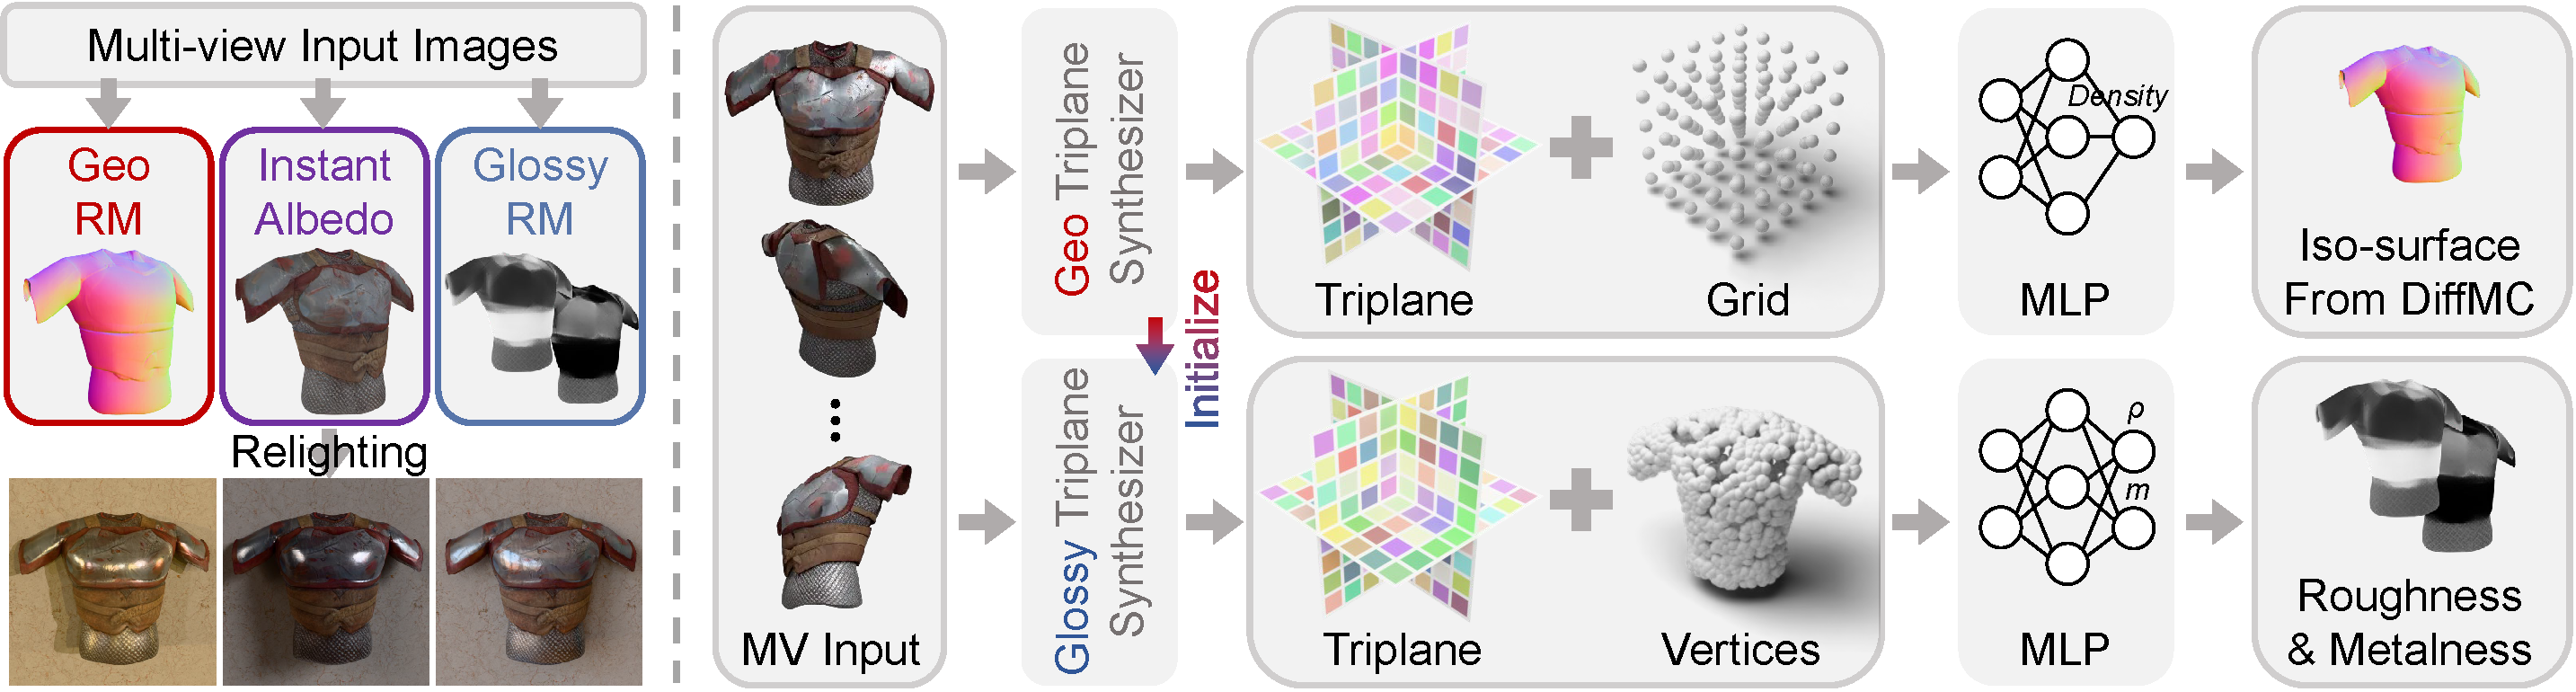 Multi-view Input Images
Geo
RM
Instant
Albedo
Glossy
RM
Relighting
MV Input
Geo Triplane
Synthesizer
Initialize
Glossy Triplane
Synthesizer
Triplane
Grid
Density
MLP
Iso-surface
From DiffMC
Triplane
Vertices
ρ
m
MLP
Roughness
& Metalness